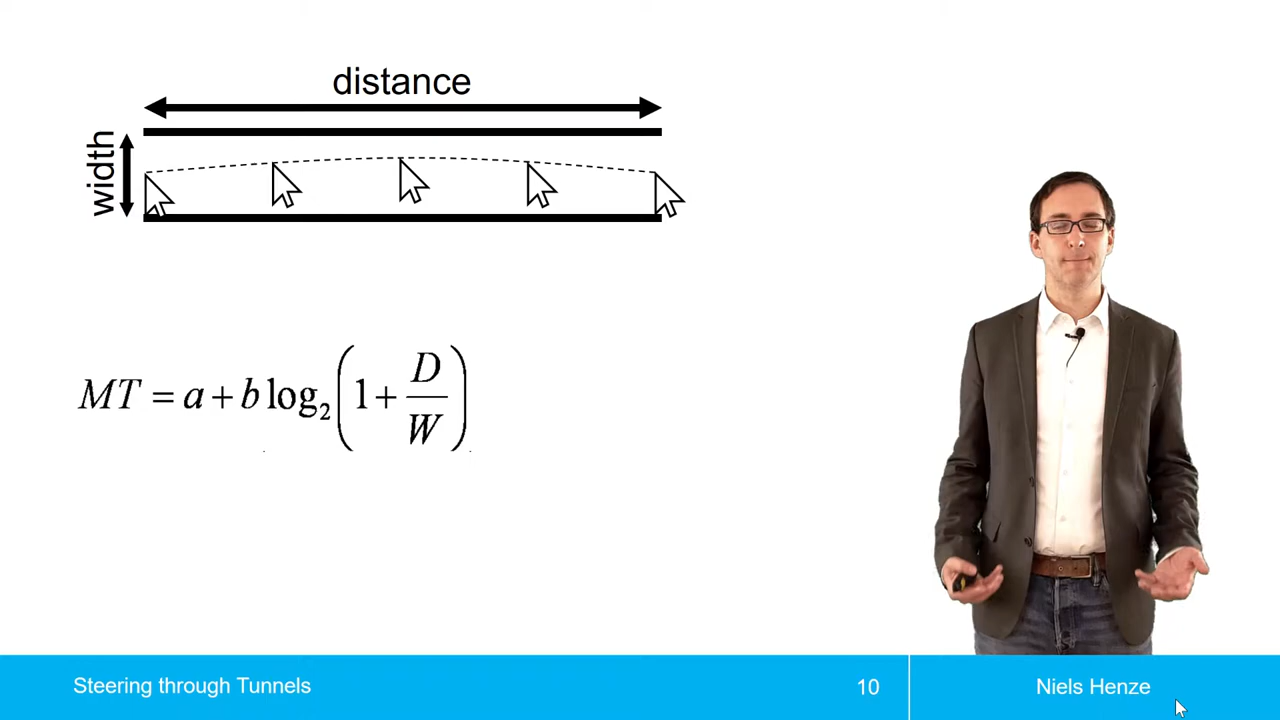 distance
width
MT = a + b log₂ (1 + D/W)
Steering through Tunnels
10
Niels Henze